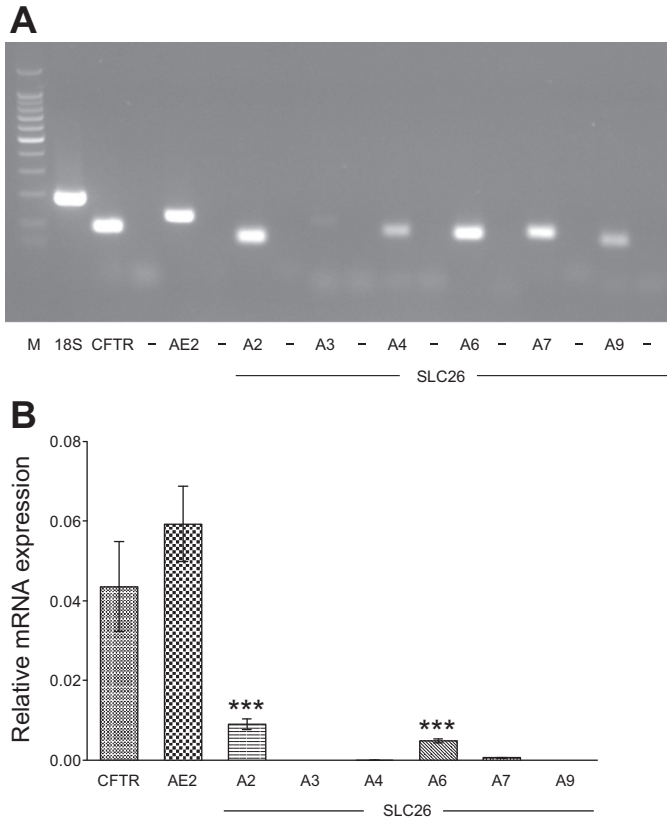 A
M 18S CFTR – AE2 – A2 – A3 – A4 – A6 – A7 – A9 –
SLC26
B
Relative mRNA expression
0.08
0.06
0.04
0.02
0.00
*** ***
CFTR AE2 A2 A3 A4 A6 A7 A9
SLC26